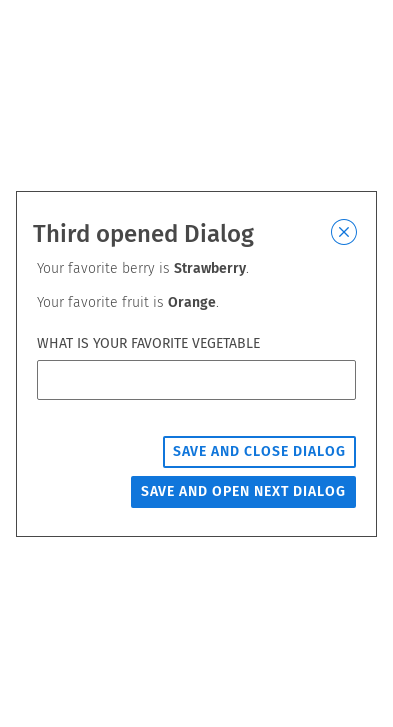 Third opened Dialog
Your favorite berry is Strawberry.
Your favorite fruit is Orange.
WHAT IS YOUR FAVORITE VEGETABLE
SAVE AND CLOSE DIALOG
SAVE AND OPEN NEXT DIALOG